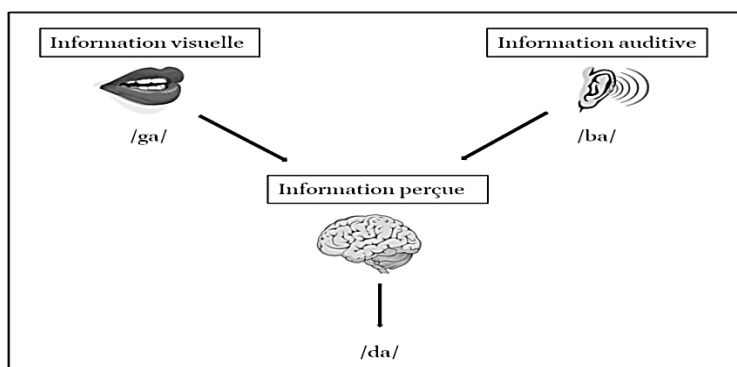 Information visuelle
Information auditive
/ga/
/ba/
Information perçue
/da/